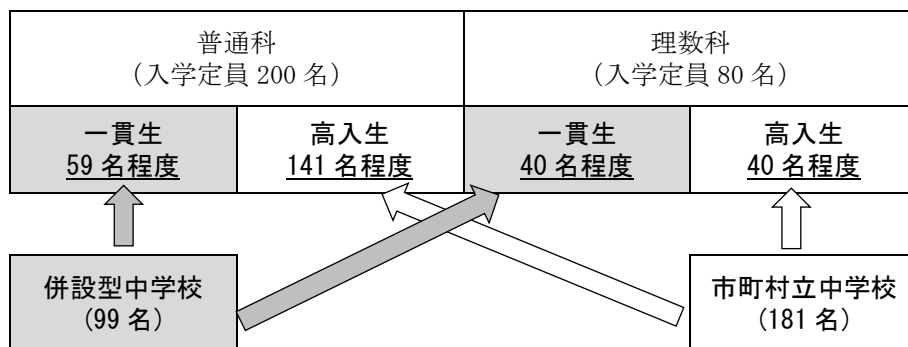 普通科
(入学定員 200 名)
理数科
(入学定員 80 名)
一貫生
59 名程度
高入生
141 名程度
一貫生
40 名程度
高入生
40 名程度
併設型中学校
(99 名)
市町村立中学校
(181 名)